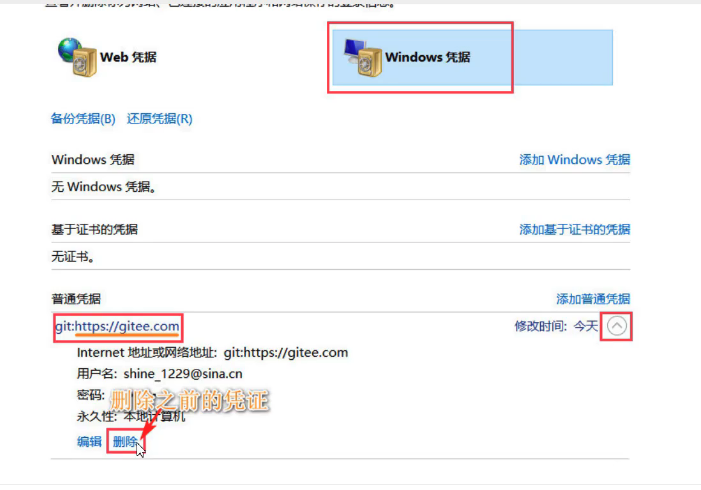 Web 凭据
Windows 凭据
备份凭据(B) 还原凭据(R)
Windows 凭据
添加 Windows 凭据
无 Windows 凭据。
基于证书的凭据
添加基于证书的凭据
无证书。
普通凭据
添加普通凭据
git:https://gitee.com
修改时间: 今天
Internet 地址或网络地址: git:https://gitee.com
用户名: shine_1229@sina.cn
密码:
删除之前的凭证
永久性: 本地计算机
编辑 删除